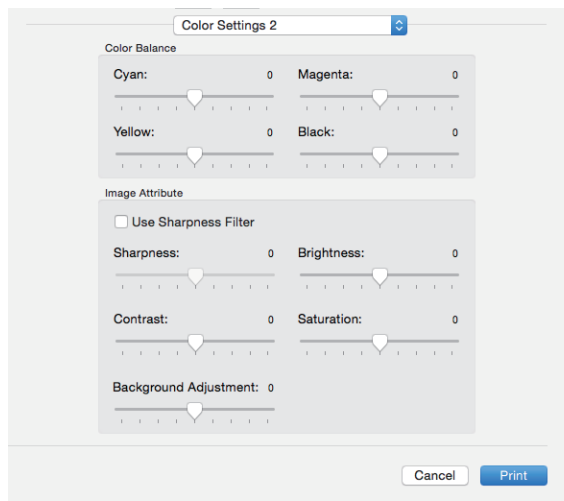 Color Settings 2
Color Balance
Cyan: 0 Magenta: 0
Yellow: 0 Black: 0
Image Attribute
Use Sharpness Filter
Sharpness: 0 Brightness: 0
Contrast: 0 Saturation: 0
Background Adjustment: 0
Cancel Print